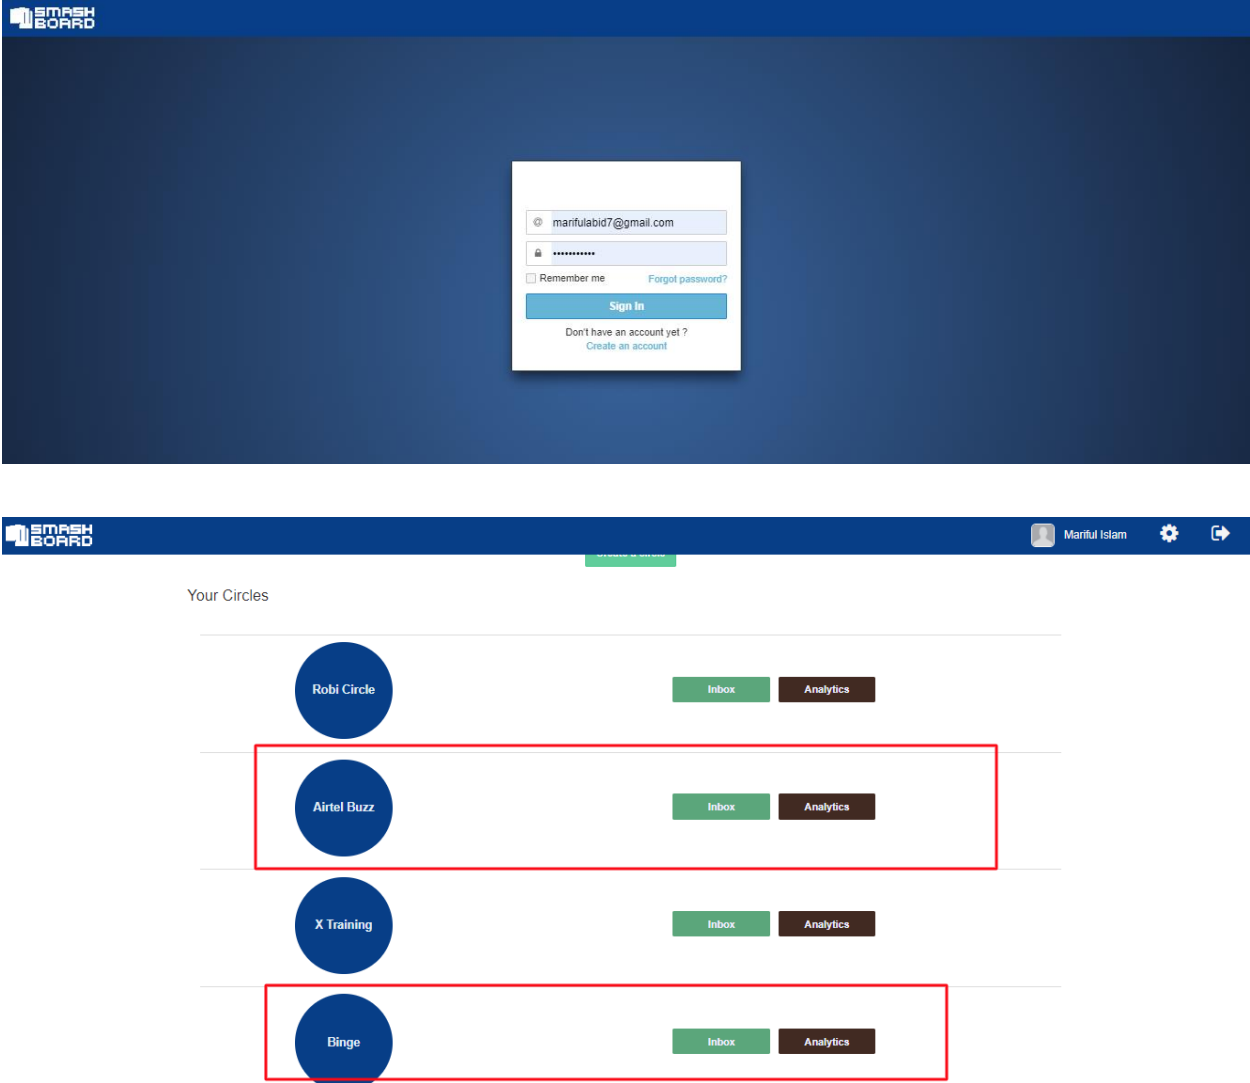 SMASH
BOARD
@ marifulabid7@gmail.com
•••••••••••
Remember me Forgot password?
Sign In
Don't have an account yet ?
Create an account
SMASH
BOARD
Mariful Islam
Create a circle
Your Circles
Robi Circle Inbox Analytics
Airtel Buzz Inbox Analytics
X Training Inbox Analytics
Binge Inbox Analytics